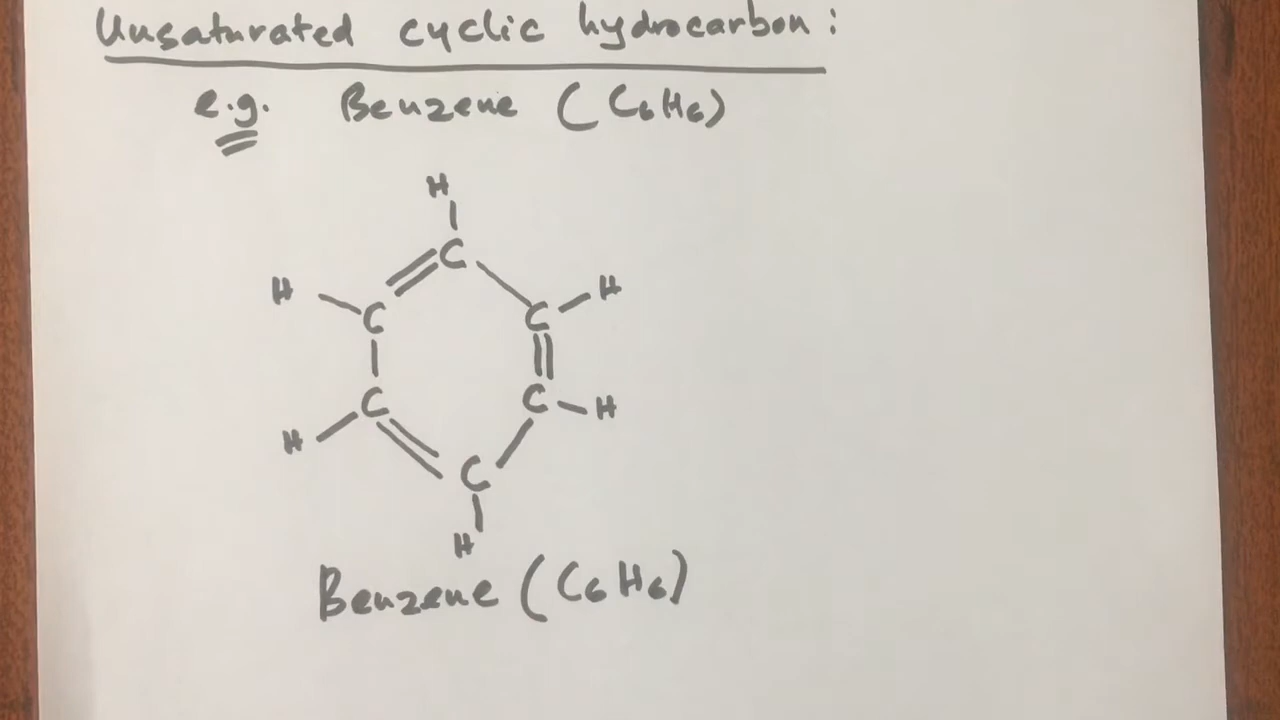 Unsaturated cyclic hydrocarbon:
e.g. Benzene (C6H6)
H
C
H C C H
H C C H
C
H
Benzene (C6H6)